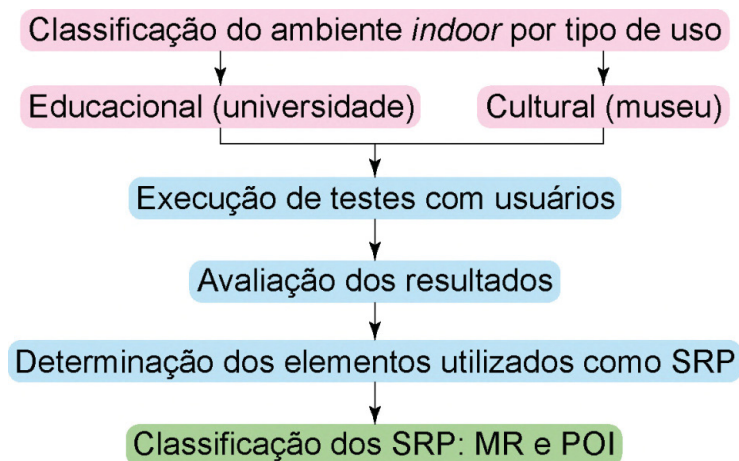 Classificação do ambiente indoor por tipo de uso
Educacional (universidade)
Cultural (museu)
Execução de testes com usuários
Avaliação dos resultados
Determinação dos elementos utilizados como SRP
Classificação dos SRP: MR e POI